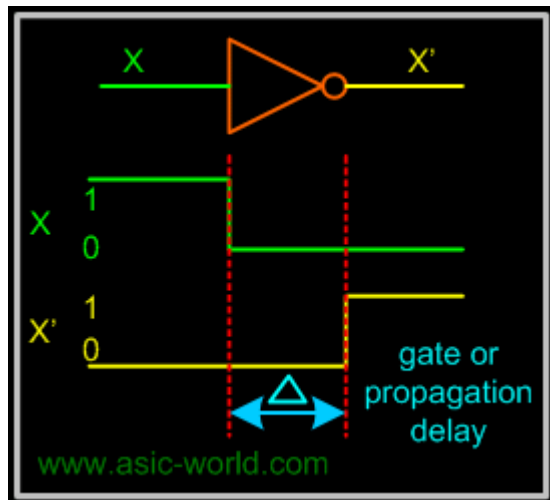 X X'
1
X
0
1
X'
0
△
gate or
propagation
delay
www.asic-world.com